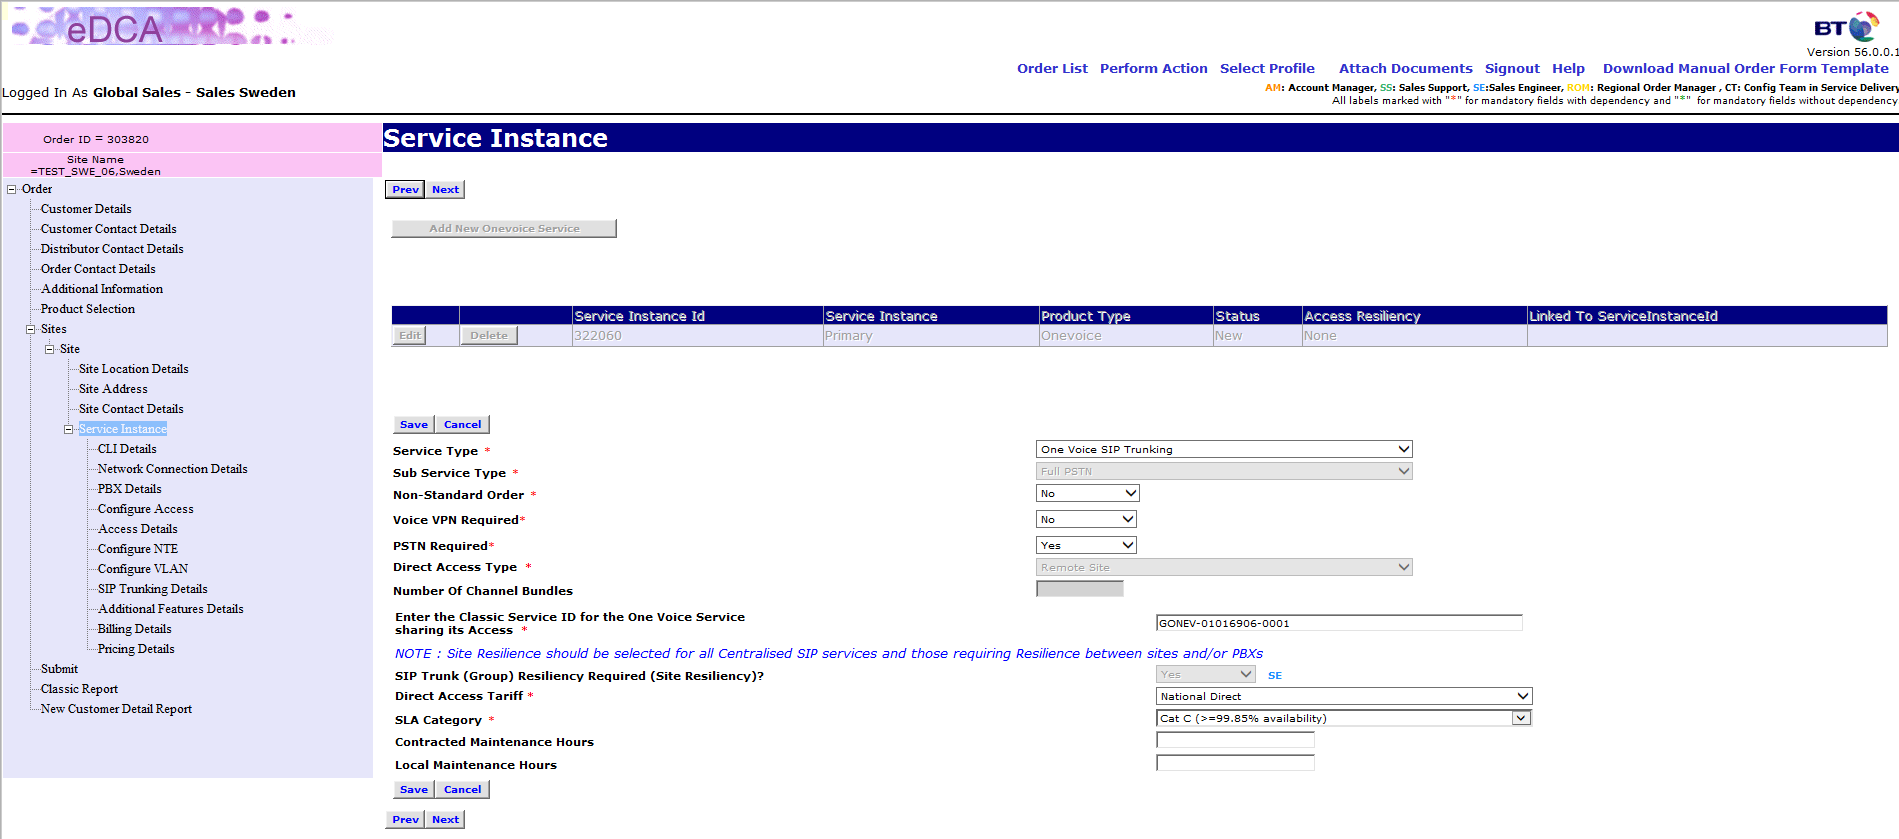 eDCA
BT
Version 56.0.0.1
Order List Perform Action Select Profile Attach Documents Signout Help Download Manual Order Form Template
Logged In As Global Sales - Sales Sweden
AM: Account Manager, SS: Sales Support, SE:Sales Engineer, ROM: Regional Order Manager , CT: Config Team in Service Delivery
All labels marked with "*" for mandatory fields with dependency and "*" for mandatory fields without dependency
Order ID = 303820
Site Name
=TEST_SWE_06,Sweden
Order
Customer Details
Customer Contact Details
Distributor Contact Details
Order Contact Details
Additional Information
Product Selection
Sites
Site
Site Location Details
Site Address
Site Contact Details
Service Instance
CLI Details
Network Connection Details
PBX Details
Configure Access
Access Details
Configure NTE
Configure VLAN
SIP Trunking Details
Additional Features Details
Billing Details
Pricing Details
Submit
Classic Report
New Customer Detail Report
Service Instance
Prev Next
Add New Onevoice Service
Service Instance Id Service Instance Product Type Status Access Resiliency Linked To ServiceInstanceId
Edit Delete 322060 Primary Onevoice New None
Save Cancel
Service Type * One Voice SIP Trunking
Sub Service Type * Full PSTN
Non-Standard Order * No
Voice VPN Required* No
PSTN Required* Yes
Direct Access Type * Remote Site
Number Of Channel Bundles
Enter the Classic Service ID for the One Voice Service
sharing its Access * GONEV-01016906-0001
NOTE : Site Resilience should be selected for all Centralised SIP services and those requiring Resilience between sites and/or PBXs
SIP Trunk (Group) Resiliency Required (Site Resiliency)? Yes SE
Direct Access Tariff * National Direct
SLA Category * Cat C (>=99.85% availability)
Contracted Maintenance Hours
Local Maintenance Hours
Save Cancel
Prev Next